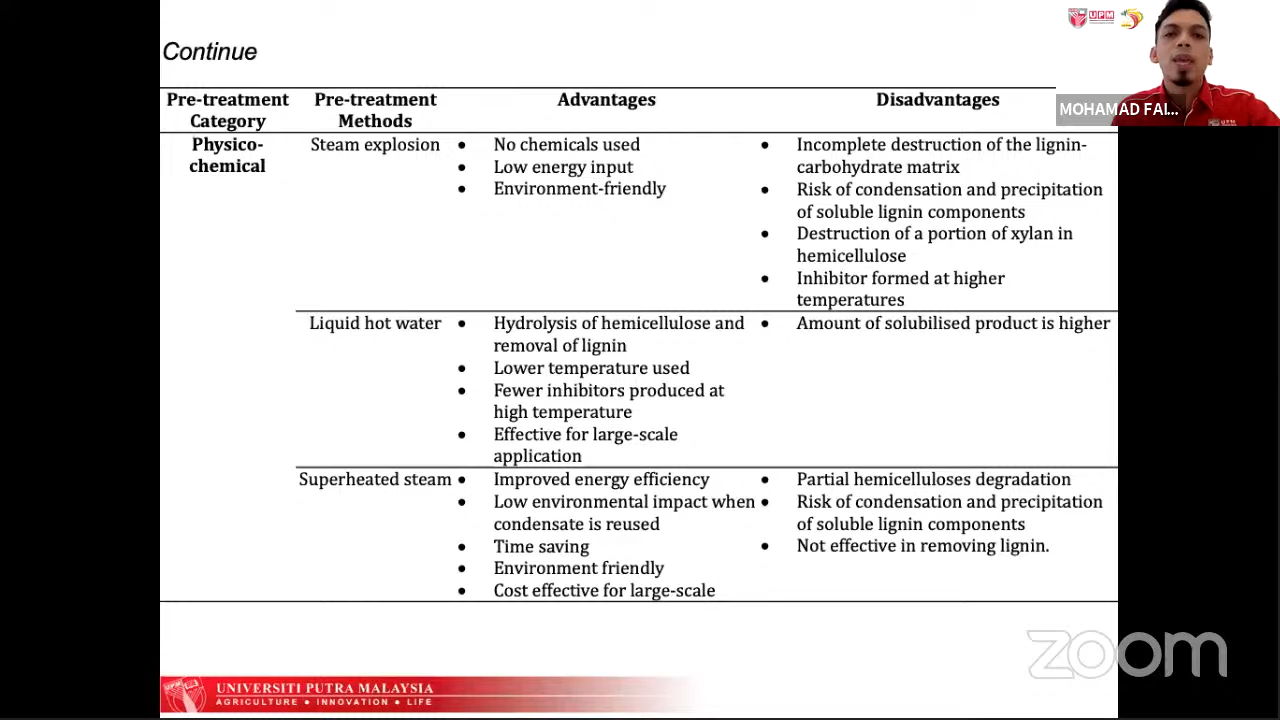 Continue
UPM
MOHAMAD FAI...
Pre-treatment Category
Pre-treatment Methods
Advantages
Disadvantages
Physico-
chemical
Steam explosion
• No chemicals used
• Low energy input
• Environment-friendly
• Incomplete destruction of the lignin-
carbohydrate matrix
• Risk of condensation and precipitation
of soluble lignin components
• Destruction of a portion of xylan in
hemicellulose
• Inhibitor formed at higher
temperatures
Liquid hot water
• Hydrolysis of hemicellulose and
removal of lignin
• Lower temperature used
• Fewer inhibitors produced at
high temperature
• Effective for large-scale
application
• Amount of solubilised product is higher
Superheated steam
• Improved energy efficiency
• Low environmental impact when
condensate is reused
• Time saving
• Environment friendly
• Cost effective for large-scale
• Partial hemicelluloses degradation
• Risk of condensation and precipitation
of soluble lignin components
• Not effective in removing lignin.
zoom
UNIVERSITI PUTRA MALAYSIA
AGRICULTURE • INNOVATION • LIFE